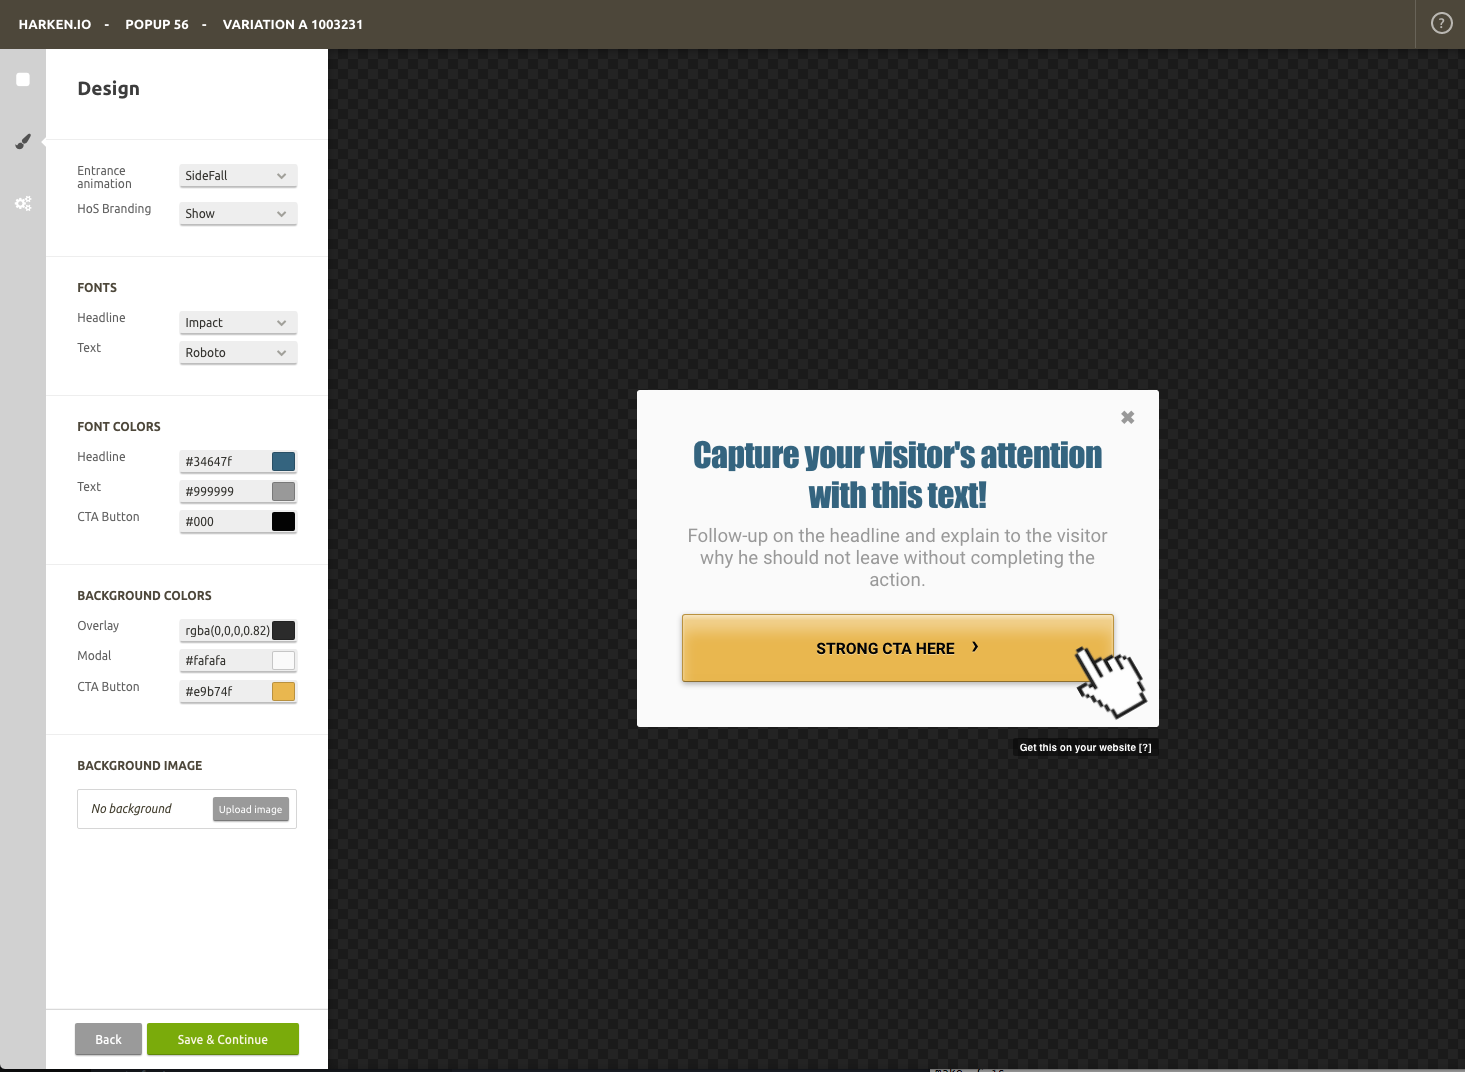 HARKEN.IO - POPUP 56 - VARIATION A 1003231
?
Design
Entrance
animation
SideFall
HoS Branding
Show
FONTS
Headline
Impact
Text
Roboto
FONT COLORS
Headline
#34647f
Text
#999999
CTA Button
#000
BACKGROUND COLORS
Overlay
rgba(0,0,0,0.82)
Modal
#fafafa
CTA Button
#e9b74f
BACKGROUND IMAGE
No background
Upload image
Back
Save & Continue
Capture your visitor's attention
with this text!
Follow-up on the headline and explain to the visitor
why he should not leave without completing the
action.
STRONG CTA HERE
Get this on your website [?]